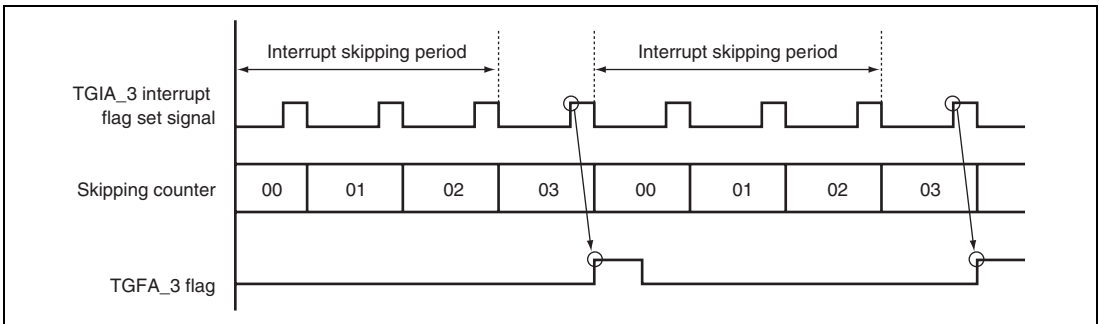 Interrupt skipping period Interrupt skipping period
TGIA_3 interrupt
flag set signal
Skipping counter 00 01 02 03 00 01 02 03
TGFA_3 flag